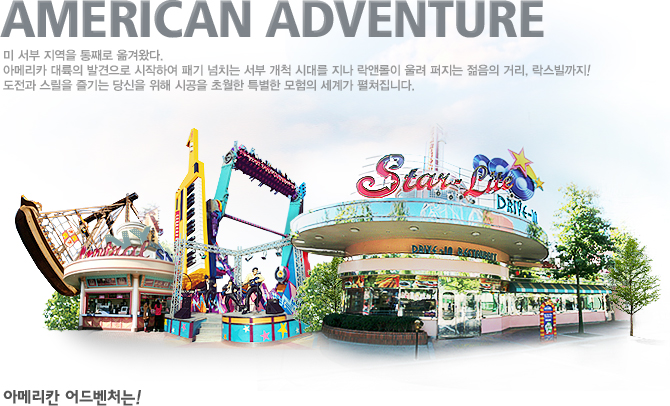 AMERICAN ADVENTURE
미 서부 지역을 통째로 옮겨왔다.
아메리카 대륙의 발견으로 시작하여 패기 넘치는 서부 개척 시대를 지나 락앤롤이 울려 퍼지는 젊음의 거리, 락스빌까지!
도전과 스릴을 즐기는 당신을 위해 시공을 초월한 특별한 모험의 세계가 펼쳐집니다.
Star-Lite
DRIVE-IN
DRIVE-IN RESTAURANT
아메리칸 어드벤처는!